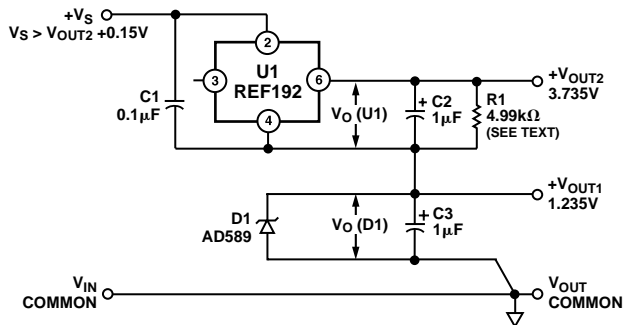 +VS
VS > VOUT2 +0.15V
2
U1
REF192
3
6
4
C1
0.1μF
VO (U1)
+ C2
1μF
R1
4.99kΩ
(SEE TEXT)
+VOUT2
3.735V
+VOUT1
1.235V
D1
AD589
VO (D1)
+ C3
1μF
VIN
COMMON
VOUT
COMMON